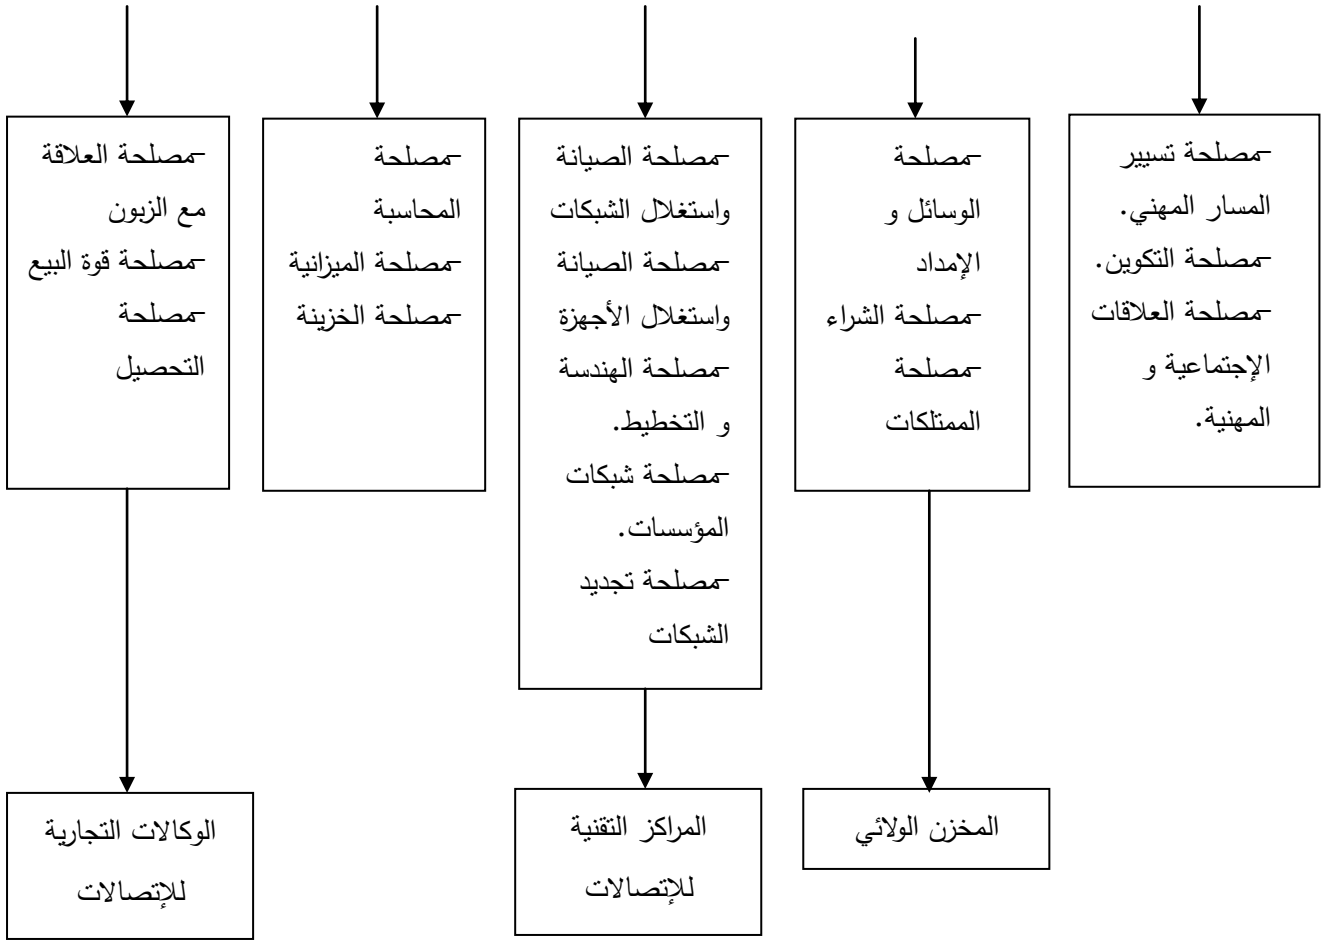 -مصلحة تسيير
المسار المهني.
-مصلحة التكوين.
-مصلحة العلاقات
الإجتماعية و
المهنية.
-مصلحة
الوسائل و
الإمداد
-مصلحة الشراء
-مصلحة
الممتلكات
-مصلحة الصيانة
واستغلال الشبكات
-مصلحة الصيانة
واستغلال الأجهزة
-مصلحة الهندسة
و التخطيط.
-مصلحة شبكات
المؤسسات.
-مصلحة تجديد
الشبكات
-مصلحة
المحاسبة
-مصلحة الميزانية
-مصلحة الخزينة
-مصلحة العلاقة
مع الزبون
-مصلحة قوة البيع
-مصلحة
التحصيل
المخزن الولائي
المراكز التقنية
للإتصالات
الوكالات التجارية
للإتصالات